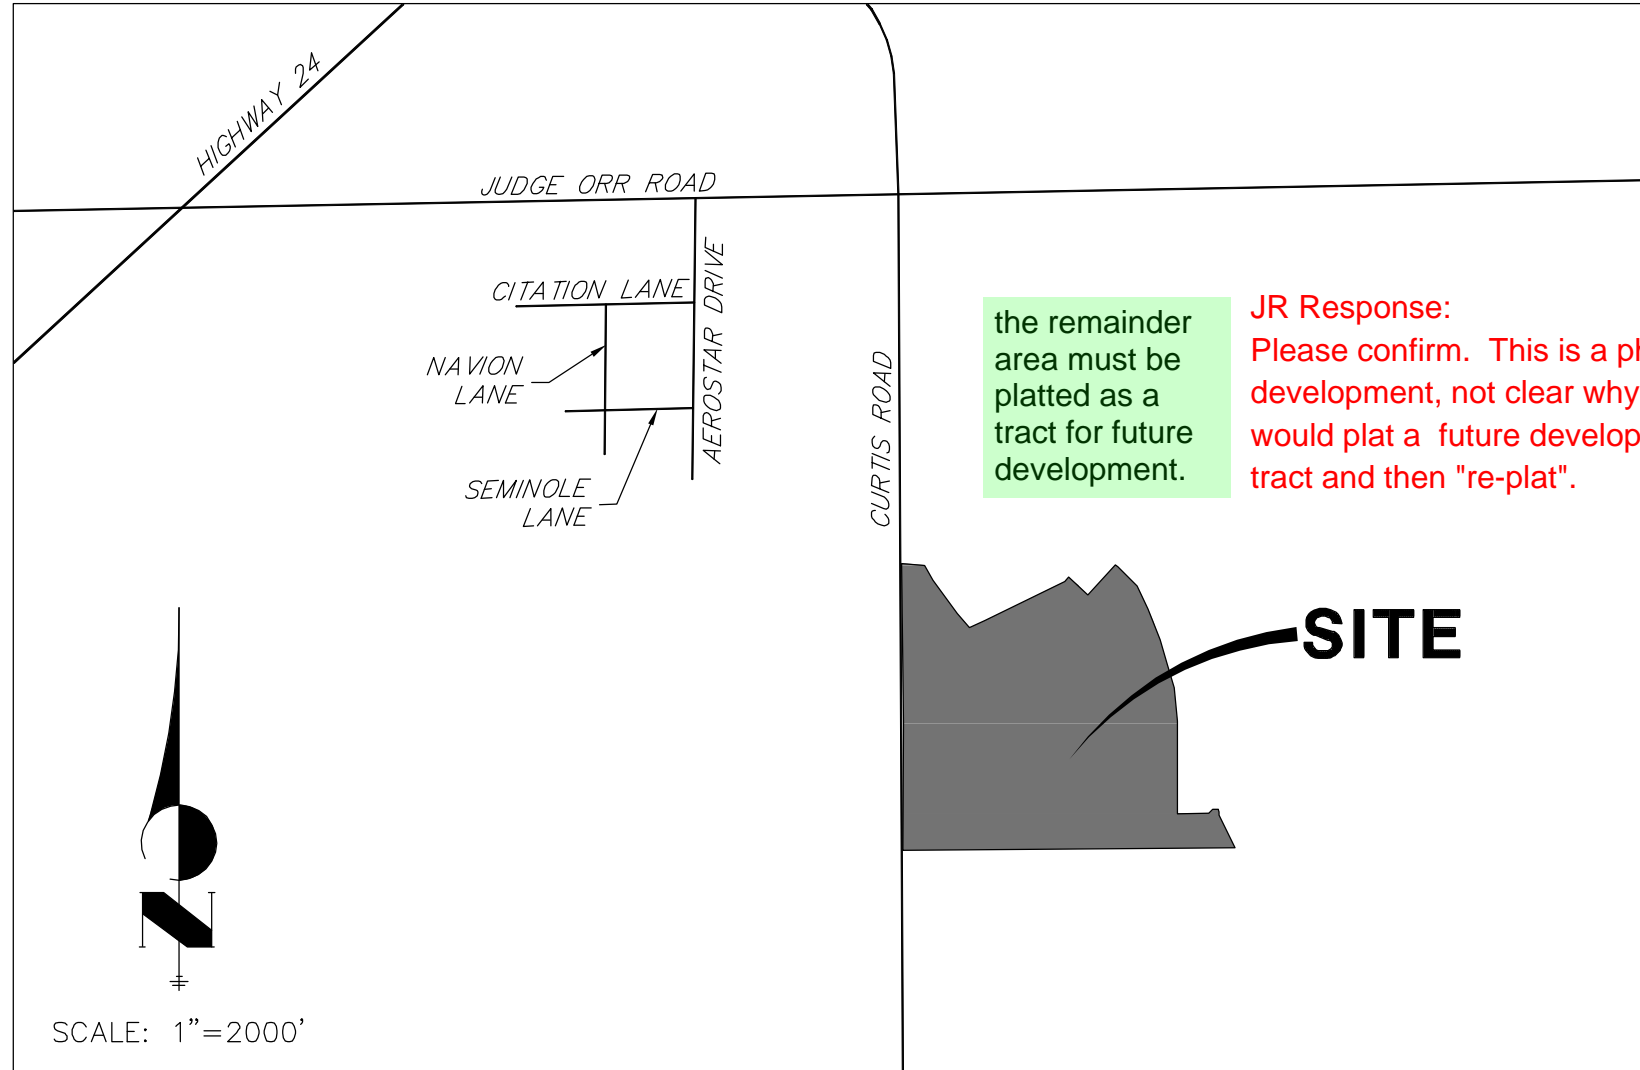 HIGHWAY 24
JUDGE ORR ROAD
CITATION LANE
AEROSTAR DRIVE
NAVION
LANE
SEMINOLE
LANE
CURTIS ROAD
the remainder
area must be
platted as a
tract for future
development.
JR Response:
Please confirm.  This is a
development, not clear why
would plat a  future
tract and then "re-plat".
SITE
N
SCALE: 1"=2000'